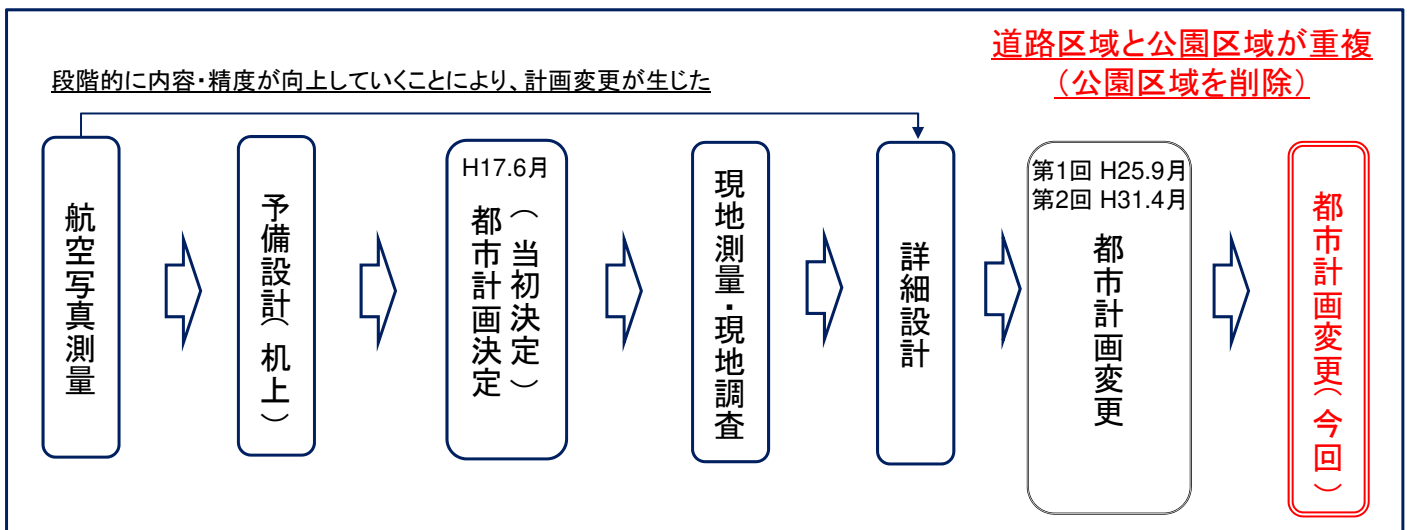 道路区域と公園区域が重複
（公園区域を削除）
段階的に内容・精度が向上していくことにより、計画変更が生じた
航空写真測量
予備設計（机上）
H17.6月
（当初決定）
都市計画決定
現地測量・現地調査
詳細設計
第1回 H25.9月
第2回 H31.4月
都市計画変更
都市計画変更（今回）